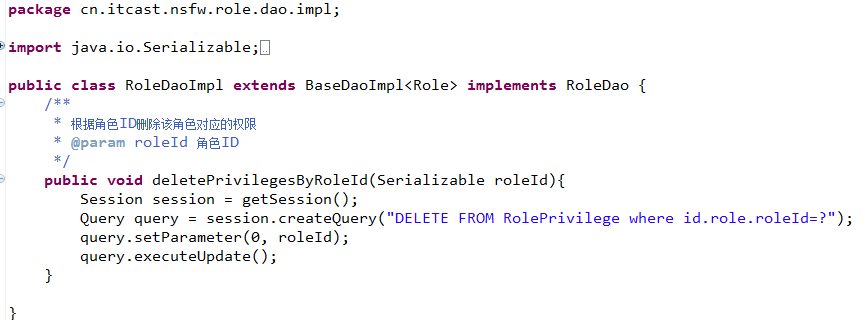 package cn.itcast.nsfw.role.dao.impl;
import java.io.Serializable;
public class RoleDaoImpl extends BaseDaoImpl<Role> implements RoleDao {
/**
* 根据角色ID删除该角色对应的权限
* @param roleId 角色ID
*/
public void deletePrivilegesByRoleId(Serializable roleId){
Session session = getSession();
Query query = session.createQuery("DELETE FROM RolePrivilege where id.role.roleId=?");
query.setParameter(0, roleId);
query.executeUpdate();
}
}